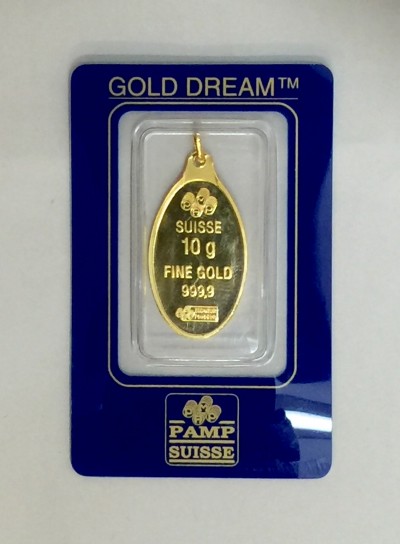 GOLD DREAM™
SUISSE
10 g
FINE GOLD
999,9
PAMP
SUISSE